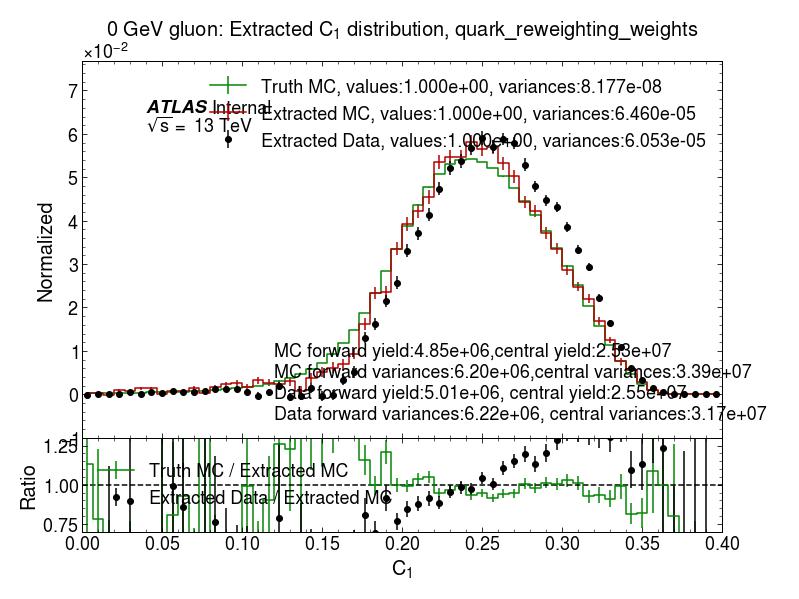 0 GeV gluon: Extracted C1 distribution, quark_reweighting_weights
×10−2
Truth MC, values:1.000e+00, variances:8.177e-08
ATLAS Internal
Extracted MC, values:1.000e+00, variances:6.460e-05
√s = 13 TeV
Extracted Data, values:1.000e+00, variances:6.053e-05
7
6
5
4
3
2
1
0
−1
Normalized
MC forward yield:4.85e+06,central yield:2.53e+07
MC forward variances:6.20e+06,central variances:3.39e+07
Data forward yield:5.01e+06, central yield:2.55e+07
Data forward variances:6.22e+06, central variances:3.17e+07
1.25
1.00
0.75
Ratio
Truth MC / Extracted MC
Extracted Data / Extracted MC
0.00 0.05 0.10 0.15 0.20 0.25 0.30 0.35 0.40
C1